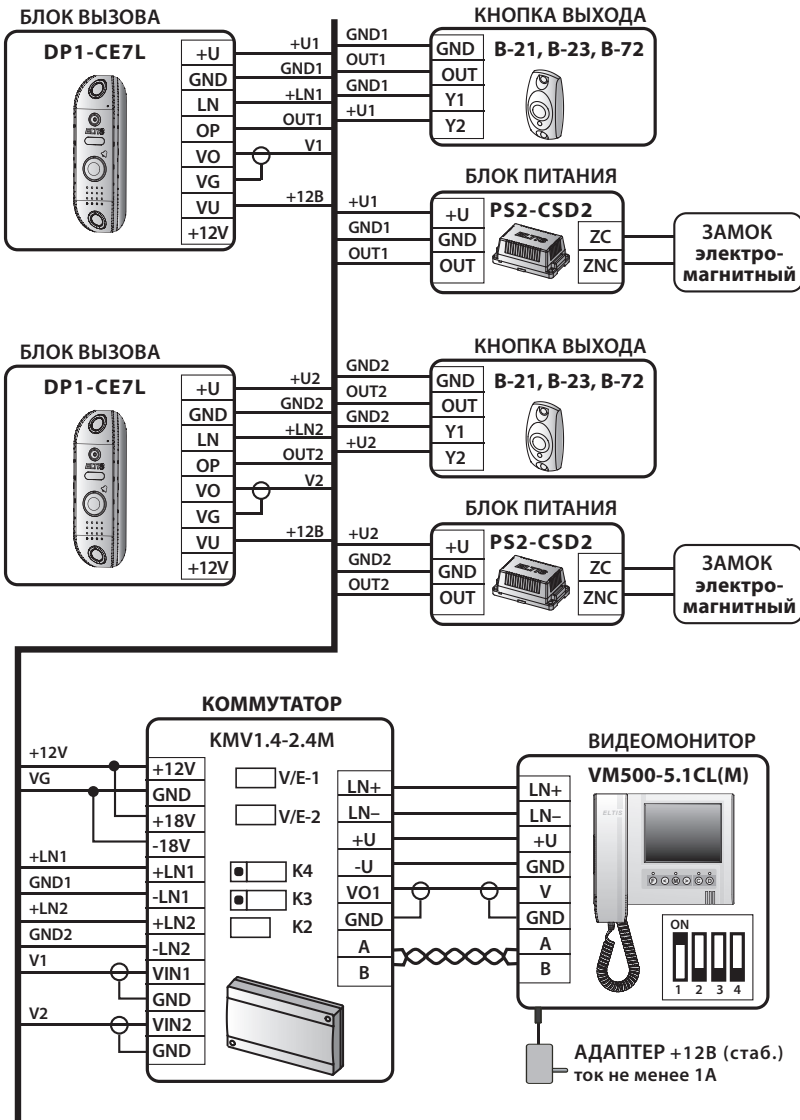 БЛОК ВЫЗОВА
DP1-CE7L
ELTIS
+U
GND
LN
OP
VO
VG
VU
+12V
+U1
GND1
+LN1
OUT1
V1
+12В
GND1
OUT1
GND1
+U1
КНОПКА ВЫХОДА
B-21, B-23, B-72
GND
OUT
Y1
Y2
БЛОК ПИТАНИЯ
PS2-CSD2
ELTIS
+U1
GND1
OUT1
+U
GND
OUT
ZC
ZNC
ЗАМОК
электро-
магнитный
БЛОК ВЫЗОВА
DP1-CE7L
ELTIS
+U
GND
LN
OP
VO
VG
VU
+12V
+U2
GND2
+LN2
OUT2
V2
+12В
GND2
OUT2
GND2
+U2
КНОПКА ВЫХОДА
B-21, B-23, B-72
GND
OUT
Y1
Y2
БЛОК ПИТАНИЯ
PS2-CSD2
ELTIS
+U2
GND2
OUT2
+U
GND
OUT
ZC
ZNC
ЗАМОК
электро-
магнитный
КОММУТАТОР
KMV1.4-2.4M
+12V
VG
+LN1
GND1
+LN2
GND2
V1
V2
+12V
GND
+18V
-18V
+LN1
-LN1
+LN2
-LN2
VIN1
GND
VIN2
GND
V/E-1
V/E-2
K4
K3
K2
LN+
LN–
+U
-U
VO1
GND
A
B
ВИДЕОМОНИТОР
VM500-5.1CL(M)
LN+
LN–
+U
GND
V
GND
A
B
ELTIS
ON
1 2 3 4
АДАПТЕР +12В (стаб.)
ток не менее 1А